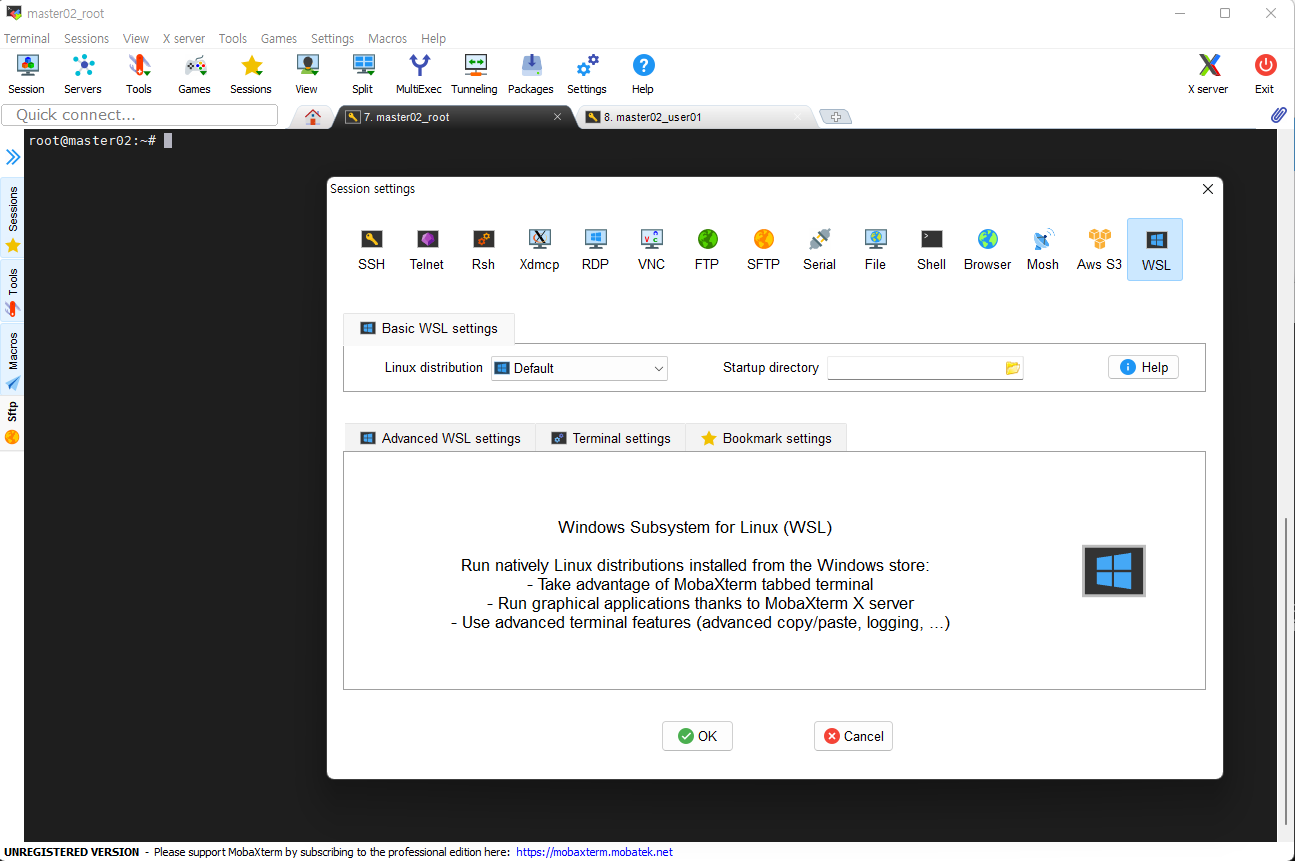 master02_root
Terminal Sessions View X server Tools Games Settings Macros Help
Session Servers Tools Games Sessions View Split MultiExec Tunneling Packages Settings Help X server Exit
Quick connect...
7. master02_root
8. master02_user01
root@master02:~#
Sessions
Tools
Macros
Sftp
Session settings
SSH Telnet Rsh Xdmcp RDP VNC FTP SFTP Serial File Shell Browser Mosh Aws S3 WSL
Basic WSL settings
Linux distribution Default Startup directory Help
Advanced WSL settings Terminal settings Bookmark settings
Windows Subsystem for Linux (WSL)
Run natively Linux distributions installed from the Windows store:
- Take advantage of MobaXterm tabbed terminal
- Run graphical applications thanks to MobaXterm X server
- Use advanced terminal features (advanced copy/paste, logging, ...)
OK Cancel
UNREGISTERED VERSION - Please support MobaXterm by subscribing to the professional edition here: https://mobaxterm.mobatek.net